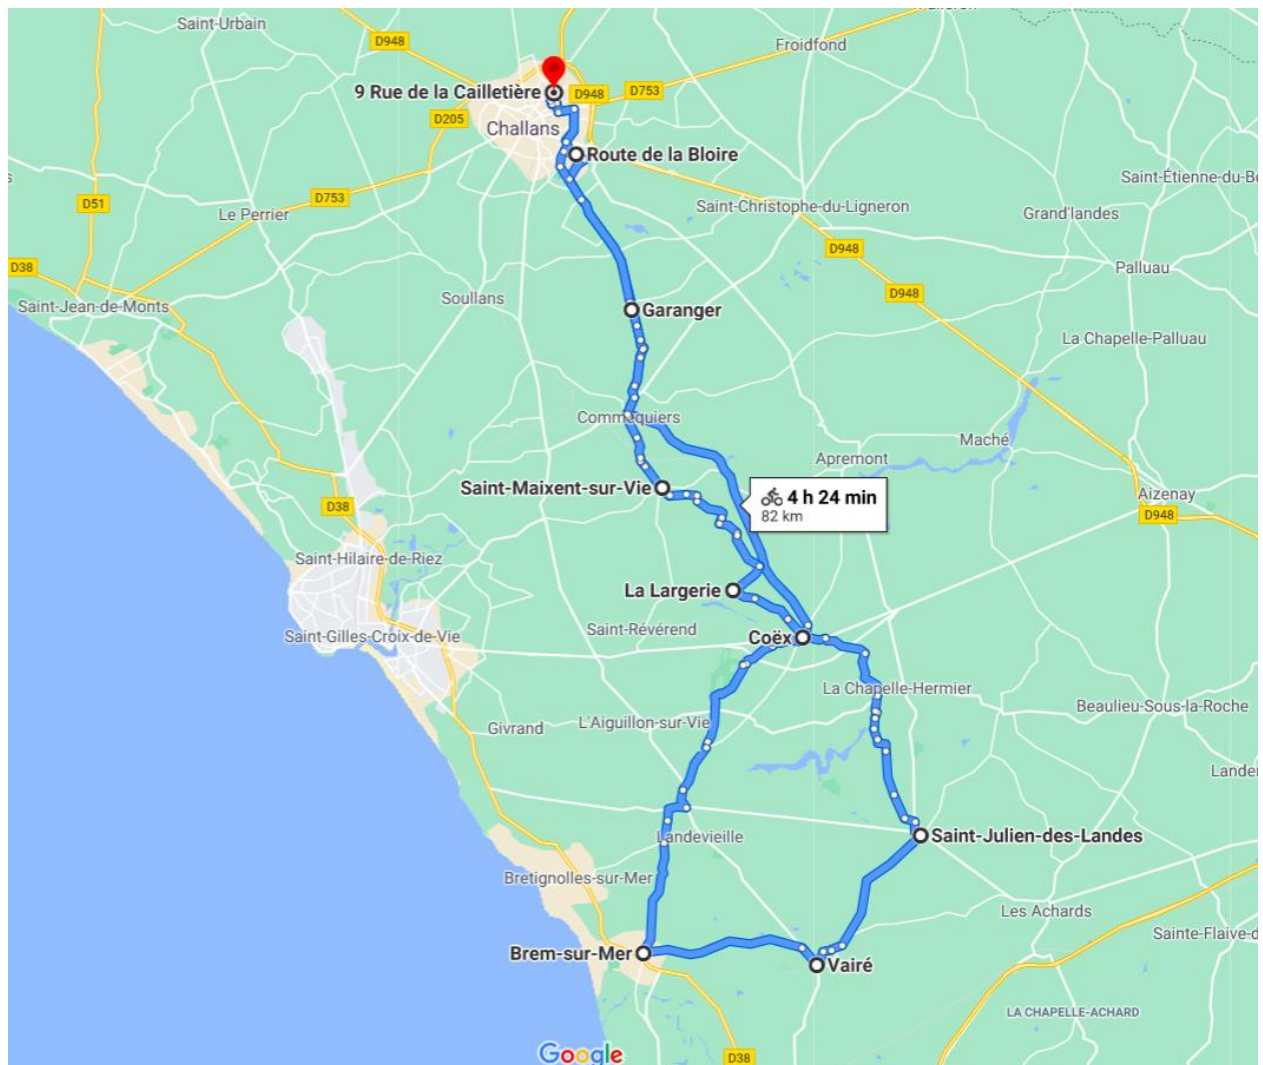 Saint-Urbain
D948
Froidfond
9 Rue de la Cailletière
D948
D753
D205
Challans
Route de la Bloire
Saint-Étienne-du-Bo
D753
D51
Le Perrier
Saint-Christophe-du-Ligneron
Grand'landes
D948
D38
Palluau
Saint-Jean-de-Monts
Soullans
D948
Garanger
La Chapelle-Palluau
Commequiers
Maché
Apremont
Saint-Maixent-sur-Vie
4 h 24 min
82 km
Aizenay
D948
D38
Saint-Hilaire-de-Riez
La Largerie
Saint-Révérend
Saint-Gilles-Croix-de-Vie
Coëx
La Chapelle-Hermier
Beaulieu-Sous-la-Roche
Givrand
L'Aiguillon-sur-Vie
Lande
Landevieille
Saint-Julien-des-Landes
Bretignolles-sur-Mer
Les Achards
Sainte-Flaive-d
Brem-sur-Mer
Vairé
LA CHAPELLE-ACHARD
Google
D38